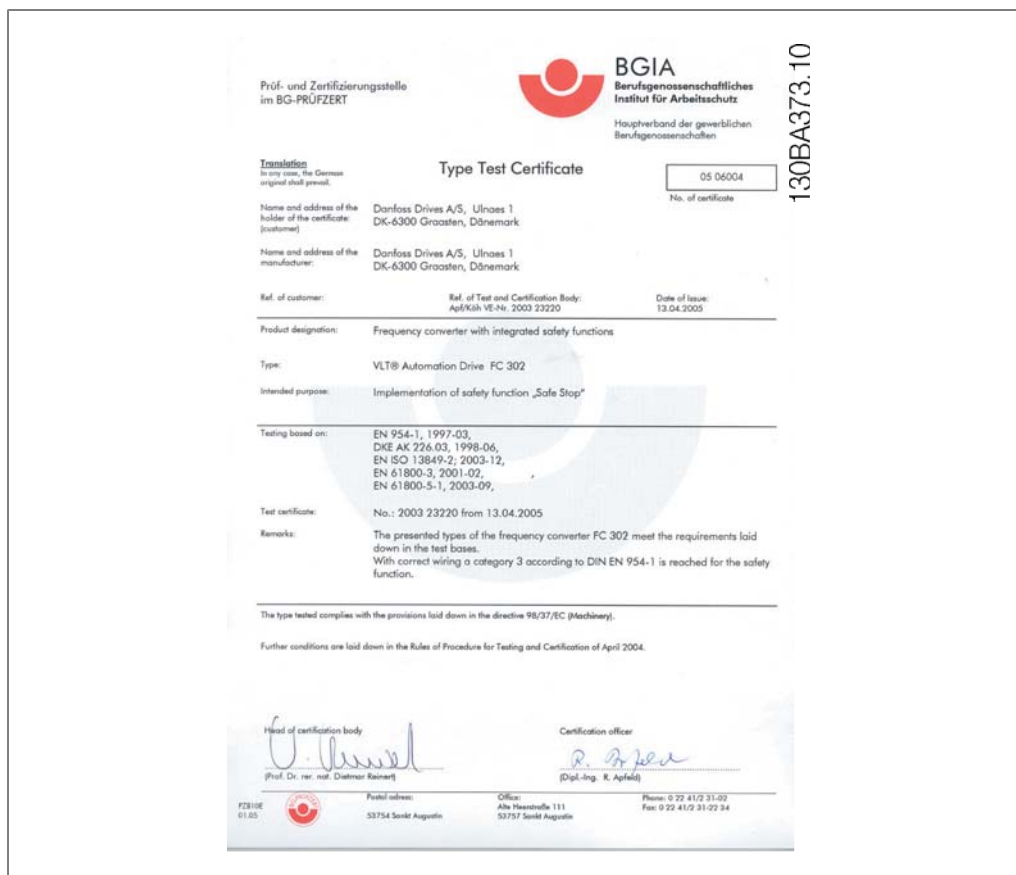 Prüf- und Zertifizierungsstelle
im BG-PRÜFZERT
BGIA
Berufsgenossenschaftliches
Institut für Arbeitsschutz
Hauptverband der gewerblichen
Berufsgenossenschaften
130BA373.10
Translation
In any case, the German
original shall prevail.
Type Test Certificate
05 06004
No. of certificate
Name and address of the
holder of the certificate:
(customer)
Danfoss Drives A/S, Ulnaes 1
DK-6300 Graasten, Dänemark
Name and address of the
manufacturer:
Danfoss Drives A/S, Ulnaes 1
DK-6300 Graasten, Dänemark
Ref. of customer:
Ref. of Test and Certification Body:
Apf/Köh VE-Nr. 2003 23220
Date of Issue:
13.04.2005
Product designation:
Frequency converter with integrated safety functions
Type:
VLT® Automation Drive FC 302
Intended purpose:
Implementation of safety function „Safe Stop“
Testing based on:
EN 954-1, 1997-03,
DKE AK 226.03, 1998-06,
EN ISO 13849-2; 2003-12,
EN 61800-3, 2001-02,
EN 61800-5-1, 2003-09,
Test certificate:
No.: 2003 23220 from 13.04.2005
Remarks:
The presented types of the frequency converter FC 302 meet the requirements laid
down in the test bases.
With correct wiring a category 3 according to DIN EN 954-1 is reached for the safety
function.
The type tested complies with the provisions laid down in the directive 98/37/EC (Machinery).
Further conditions are laid down in the Rules of Procedure for Testing and Certification of April 2004.
Head of certification body
Certification officer
(Prof. Dr. rer. nat. Dietmar Reinert)
(Dipl.-Ing. R. Apfeld)
PZB10E
01.05
Postal adress:
53754 Sankt Augustin
Office:
Alte Heerstraße 111
53757 Sankt Augustin
Phone: 0 22 41/2 31-02
Fax: 0 22 41/2 31-22 34